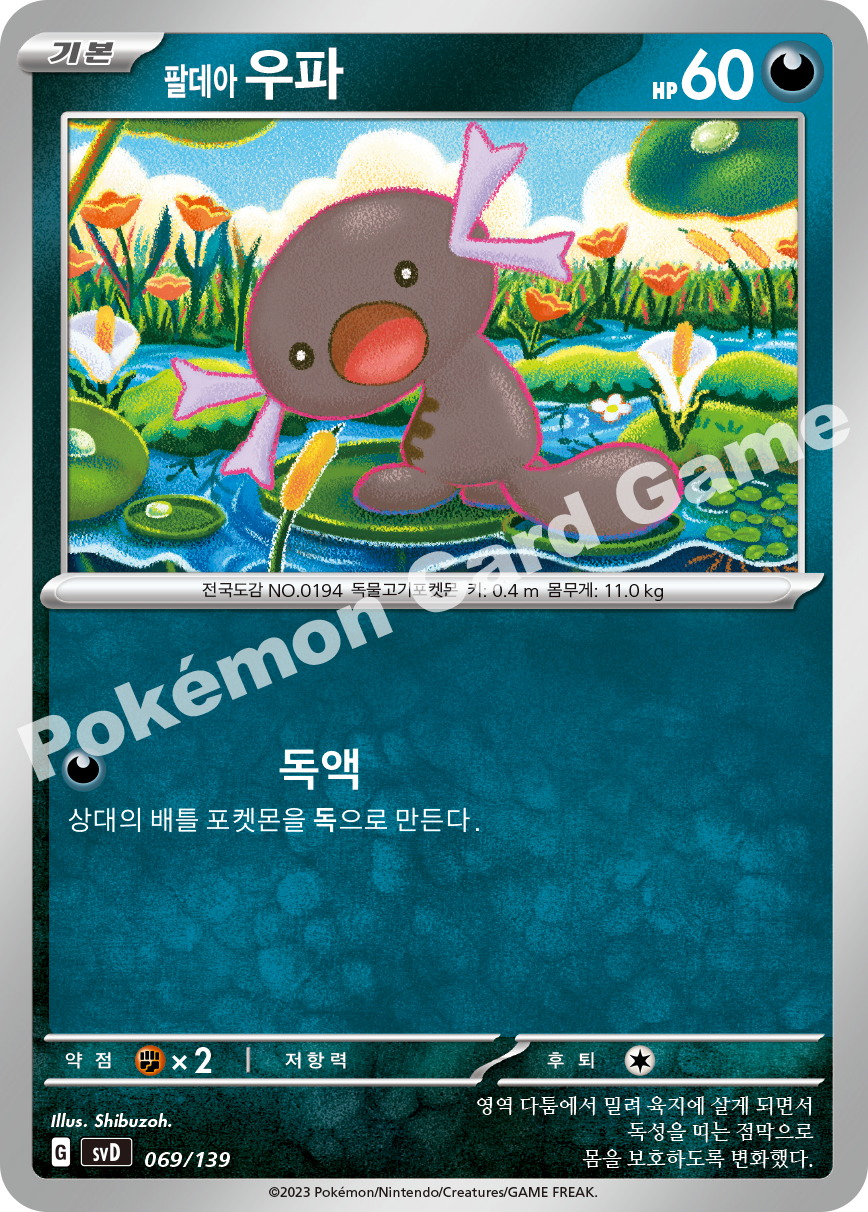 기본
팔데아 우파
HP 60
전국도감 NO.0194 독물고기포켓몬 키: 0.4 m 몸무게: 11.0 kg
Pokémon Card Game
독액
상대의 배틀 포켓몬을 독으로 만든다.
약점 ×2 저항력 후퇴
영역 다툼에서 밀려 육지에 살게 되면서
독성을 띠는 점막으로
몸을 보호하도록 변화했다.
Illus. Shibuzoh.
G svD 069/139
©2023 Pokémon/Nintendo/Creatures/GAME FREAK.